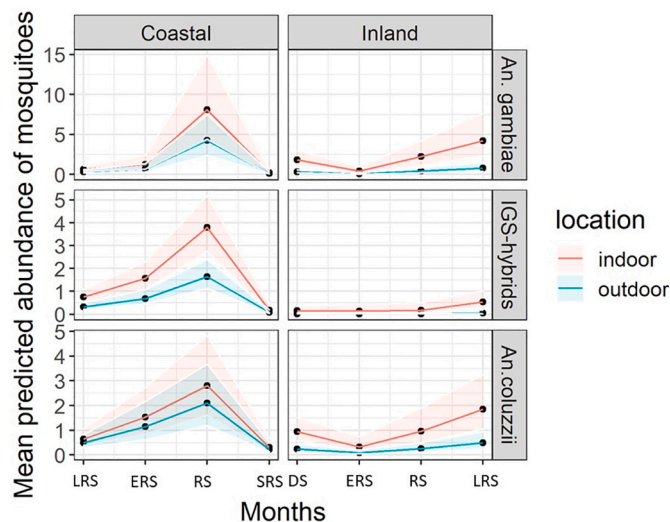 Coastal Inland
Mean predicted abundance of mosquitoes
15
10
5
0
An. gambiae
5
4
3
2
1
0
IGS-hybrids
5
4
3
2
1
0
An.coluzzii
LRS ERS RS SRS DS ERS RS LRS
Months
location
indoor
outdoor